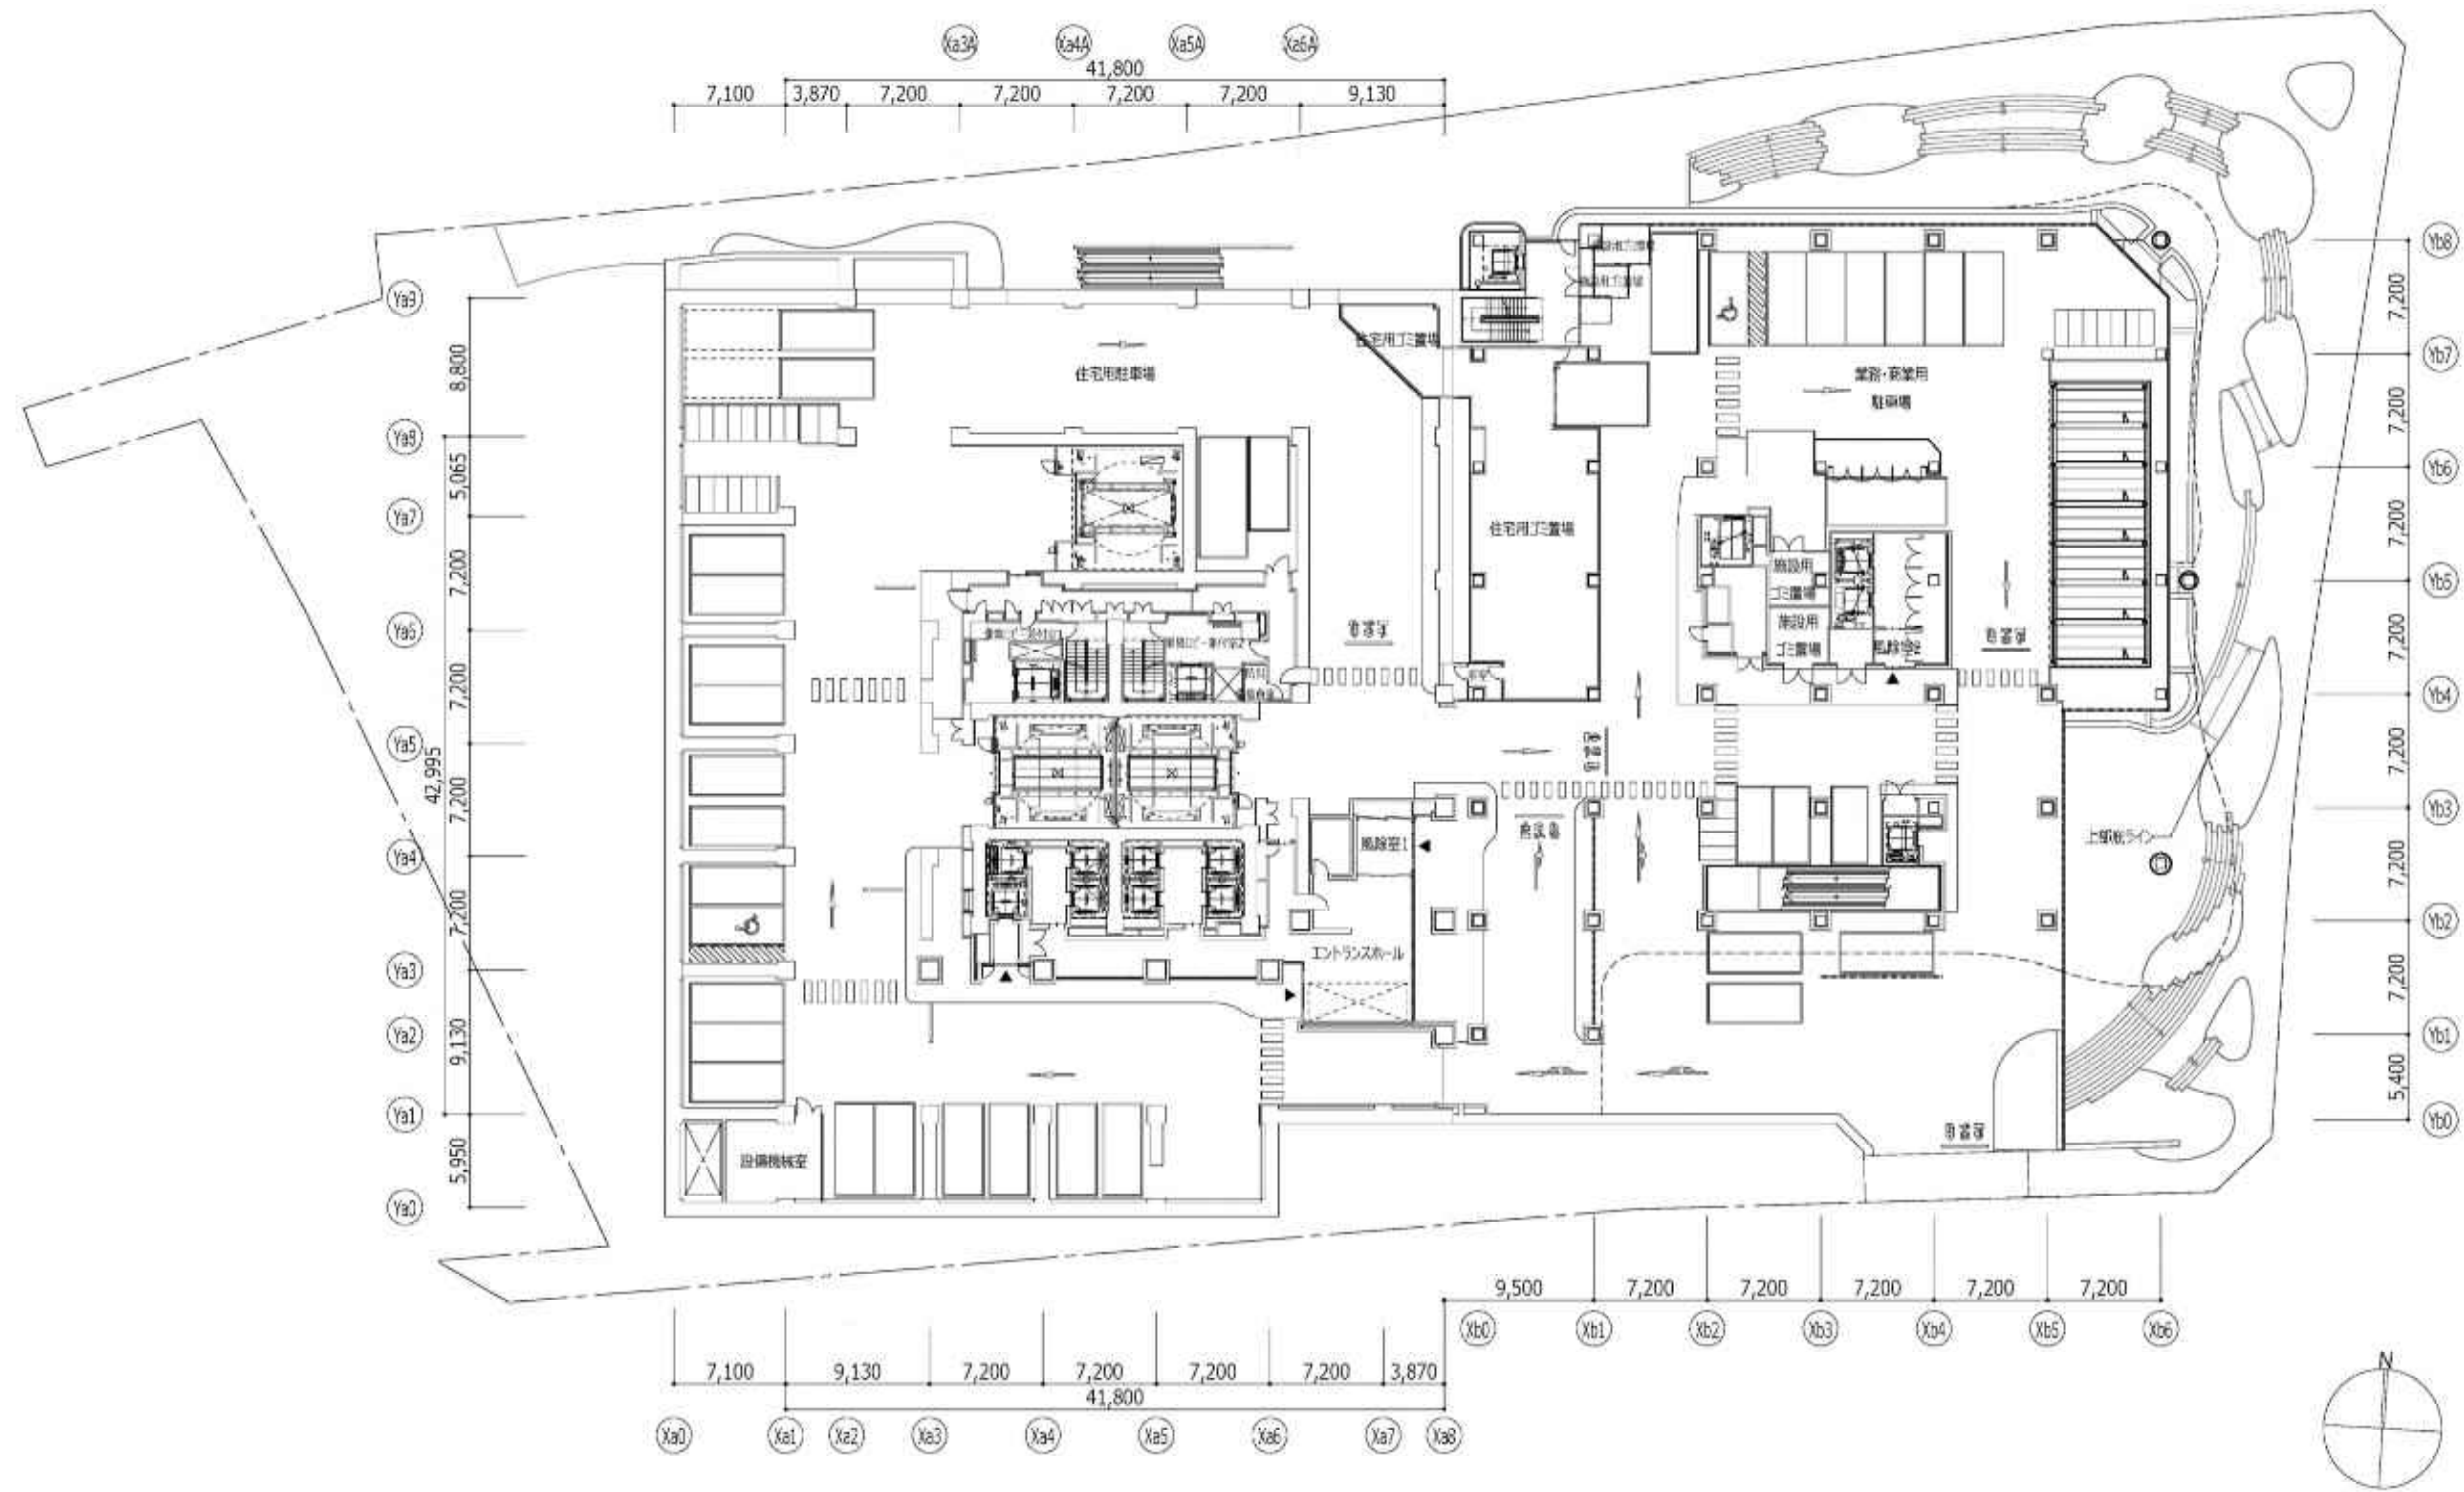 Xa3A
Xa4A
Xa5A
Xa6A
41,800
7,100
3,870
7,200
7,200
7,200
7,200
9,130
Yb8
Yb7
Yb6
Yb5
Yb4
Yb3
Yb2
Yb1
Yb0
7,200
7,200
7,200
7,200
7,200
7,200
7,200
5,400
Ya9
Ya8
Ya7
Ya6
Ya5
Ya4
Ya3
Ya2
Ya1
Ya0
8,800
5,065
7,200
7,200
42,995
7,200
7,200
9,130
5,950
住宅用ゴミ置場
住宅用駐車場
業務・商業用
駐車場
住宅用ゴミ置場
施設用
ゴミ置場
施設用
ゴミ置場
風除室2
風除室1
上部庇ライン
エントランスホール
設備機械室
9,500
7,200
7,200
7,200
7,200
7,200
Xb0
Xb1
Xb2
Xb3
Xb4
Xb5
Xb6
7,100
9,130
7,200
7,200
7,200
7,200
3,870
41,800
Xa0
Xa1
Xa2
Xa3
Xa4
Xa5
Xa6
Xa7
Xa8
N